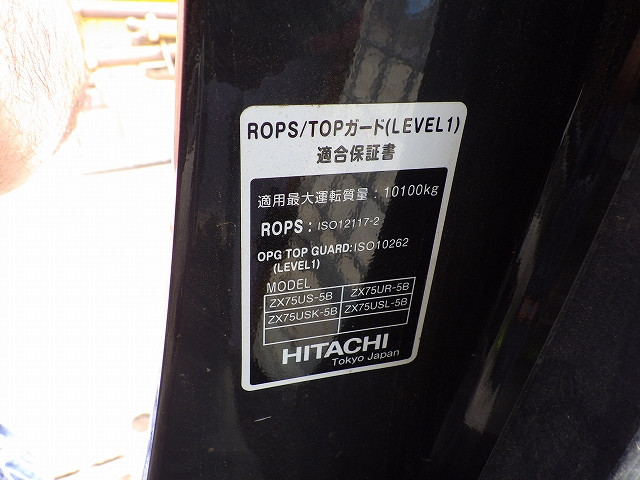 ROPS/TOPガード(LEVEL1)
適合保証書
適用最大運転質量：10100kg
ROPS：ISO12117-2
OPG TOP GUARD:ISO10262
(LEVEL1)
MODEL
ZX75US-5B ZX75UR-5B
ZX75USK-5B ZX75USL-5B
HITACHI
Tokyo Japan